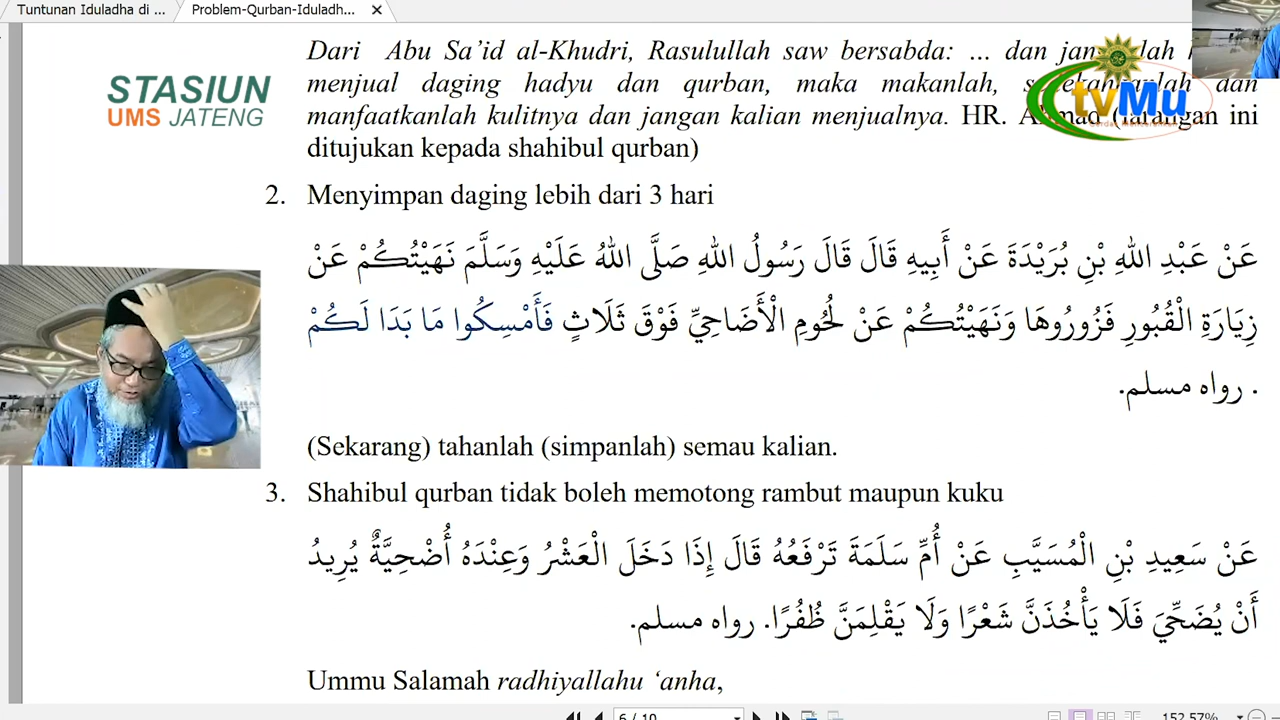 Tuntunan Iduladha di ...
Problem-Qurban-Iduladh...
Dari Abu Sa'id al-Khudri, Rasulullah saw bersabda: ... dan
menjual daging hadyu dan qurban, maka makanlah, dan
manfaatkanlah kulitnya dan jangan kalian menjualnya. HR. ini
ditujukan kepada shahibul qurban)
STASIUN
UMS JATENG
tvMu
2. Menyimpan daging lebih dari 3 hari
عَنْ عَبْدِ اللهِ بْنِ بُرَيْدَةَ عَنْ أَبِيهِ قَالَ قَالَ رَسُولُ اللهِ صَلَّى اللهُ عَلَيْهِ وَسَلَّمَ نَهَيْتُكُمْ عَنْ
زِيَارَةِ الْقُبُورِ فَزُورُوهَا وَنَهَيْتُكُمْ عَنْ لُحُومِ الْأَضَاحِيِّ فَوْقَ ثَلَاثٍ فَأَمْسِكُوا مَا بَدَا لَكُمْ
. رواه مسلم.
(Sekarang) tahanlah (simpanlah) semau kalian.
3. Shahibul qurban tidak boleh memotong rambut maupun kuku
عَنْ سَعِيدِ بْنِ الْمُسَيَّبِ عَنْ أُمِّ سَلَمَةَ تَرْفَعُهُ قَالَ إِذَا دَخَلَ الْعَشْرُ وَعِنْدَهُ أُضْحِيَّةٌ يُرِيدُ
أَنْ يُضَحِّيَ فَلَا يَأْخُذَنَّ شَعْرًا وَلَا يَقْلِمَنَّ ظُفُرًا. رواه مسلم.
Ummu Salamah radhiyallahu 'anha,
6 / 10
152,57%